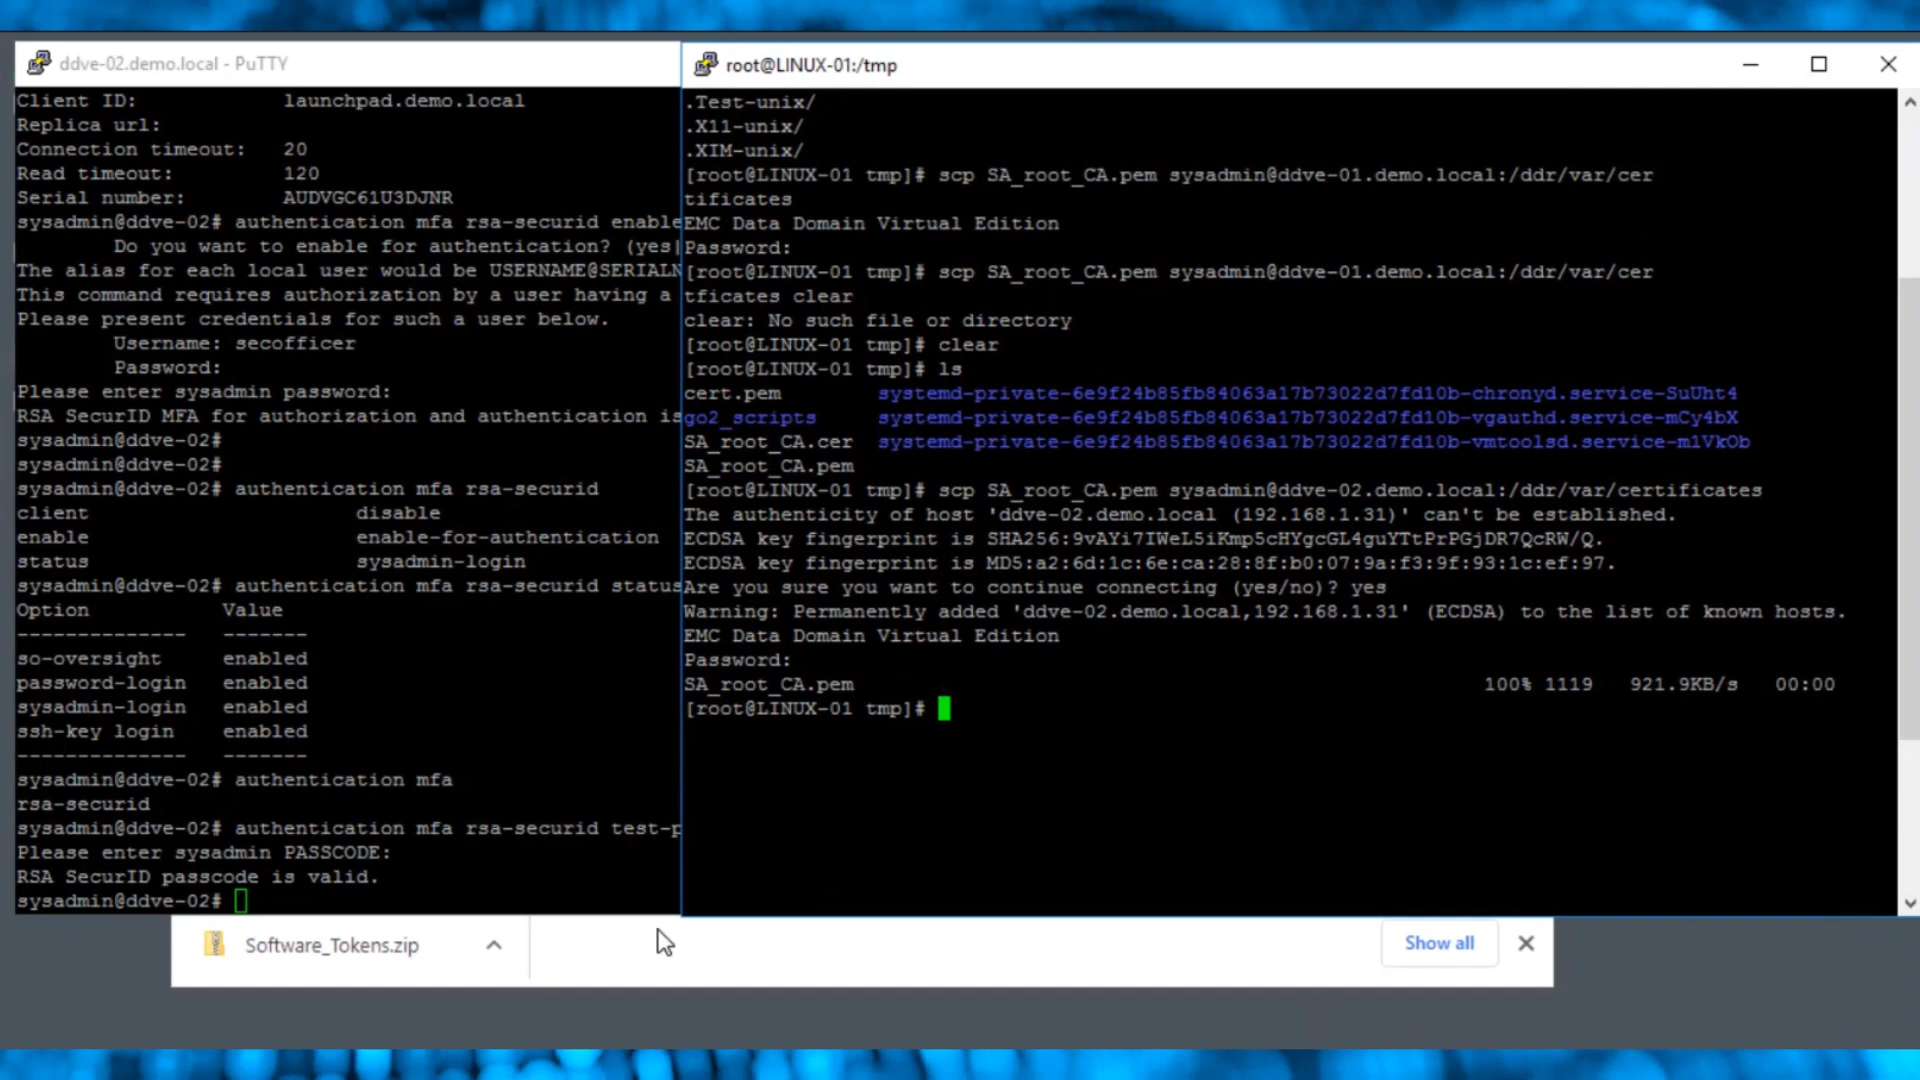 ddve-02.demo.local - PuTTY
Client ID: launchpad.demo.local
Replica url:
Connection timeout: 20
Read timeout: 120
Serial number: AUDVGC61U3DJNR
sysadmin@ddve-02# authentication mfa rsa-securid enable
Do you want to enable for authentication? (yes|
The alias for each local user would be USERNAME@SERIALN
This command requires authorization by a user having a
Please present credentials for such a user below.
Username: secofficer
Password:
Please enter sysadmin password:
RSA SecurID MFA for authorization and authentication is
sysadmin@ddve-02#
sysadmin@ddve-02#
sysadmin@ddve-02# authentication mfa rsa-securid
client disable
enable enable-for-authentication
status sysadmin-login
sysadmin@ddve-02# authentication mfa rsa-securid status
Option Value
-------------- -------
so-oversight enabled
password-login enabled
sysadmin-login enabled
ssh-key login enabled
-------------- -------
sysadmin@ddve-02# authentication mfa
rsa-securid
sysadmin@ddve-02# authentication mfa rsa-securid test-p
Please enter sysadmin PASSCODE:
RSA SecurID passcode is valid.
sysadmin@ddve-02#
root@LINUX-01:/tmp
.Test-unix/
.X11-unix/
.XIM-unix/
[root@LINUX-01 tmp]# scp SA_root_CA.pem sysadmin@ddve-01.demo.local:/ddr/var/cer
tificates
EMC Data Domain Virtual Edition
Password:
[root@LINUX-01 tmp]# scp SA_root_CA.pem sysadmin@ddve-01.demo.local:/ddr/var/cer
tficates clear
clear: No such file or directory
[root@LINUX-01 tmp]# clear
[root@LINUX-01 tmp]# ls
cert.pem systemd-private-6e9f24b85fb84063a17b73022d7fd10b-chronyd.service-SuUht4
go2_scripts systemd-private-6e9f24b85fb84063a17b73022d7fd10b-vgauthd.service-mCy4bX
SA_root_CA.cer systemd-private-6e9f24b85fb84063a17b73022d7fd10b-vmtoolsd.service-m1VkOb
SA_root_CA.pem
[root@LINUX-01 tmp]# scp SA_root_CA.pem sysadmin@ddve-02.demo.local:/ddr/var/certificates
The authenticity of host 'ddve-02.demo.local (192.168.1.31)' can't be established.
ECDSA key fingerprint is SHA256:9vAYi7IWeL5iKmp5cHYgcGL4guYTtPrPGjDR7QcRW/Q.
ECDSA key fingerprint is MD5:a2:6d:1c:6e:ca:28:8f:b0:07:9a:f3:9f:93:1c:ef:97.
Are you sure you want to continue connecting (yes/no)? yes
Warning: Permanently added 'ddve-02.demo.local,192.168.1.31' (ECDSA) to the list of known hosts.
EMC Data Domain Virtual Edition
Password:
SA_root_CA.pem 100% 1119 921.9KB/s 00:00
[root@LINUX-01 tmp]#
Software_Tokens.zip
Show all